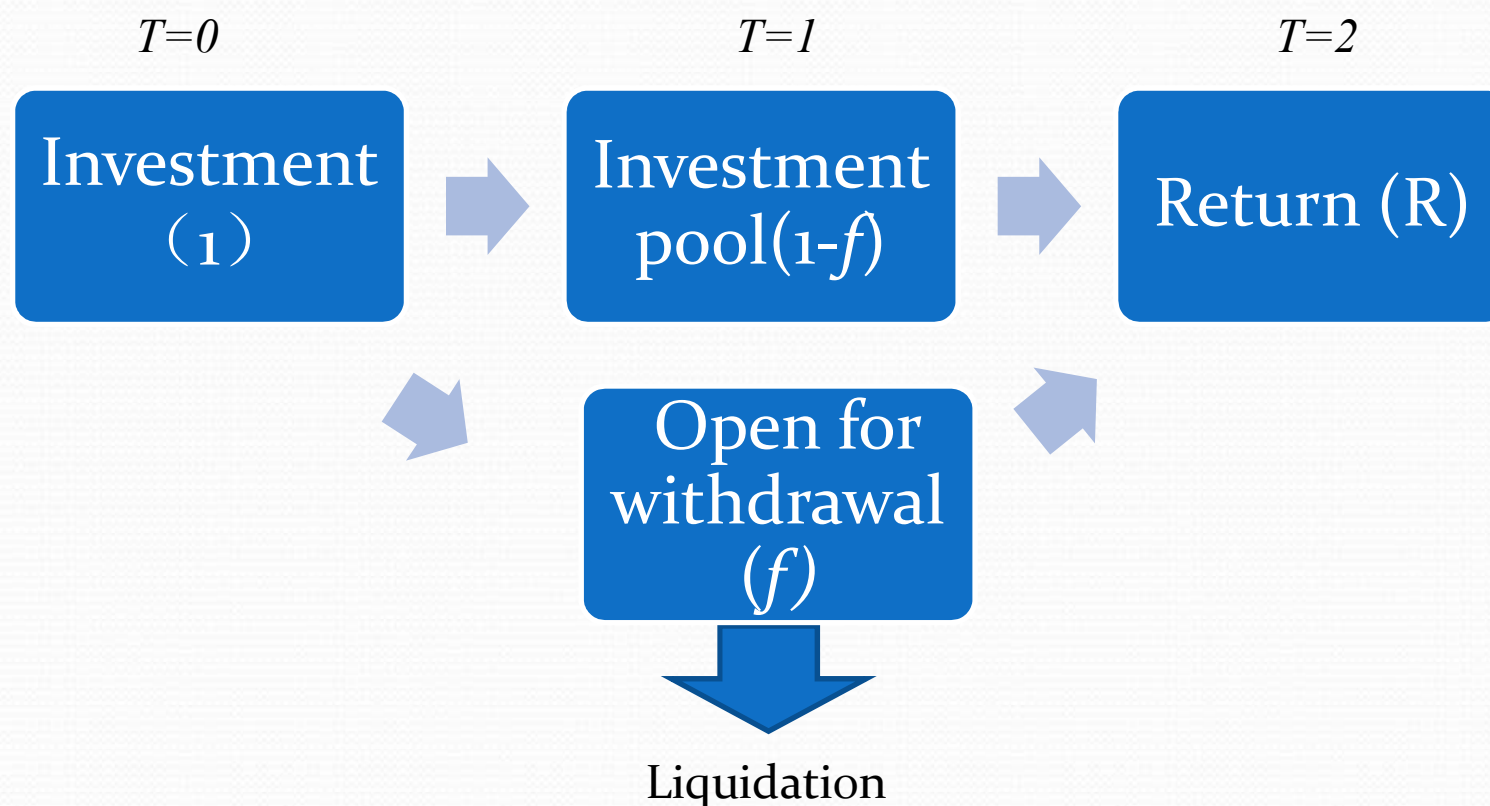 T=0
T=1
T=2
Investment
（1）
Investment
pool(1-f)
Return (R)
Open for
withdrawal
(f)
Liquidation